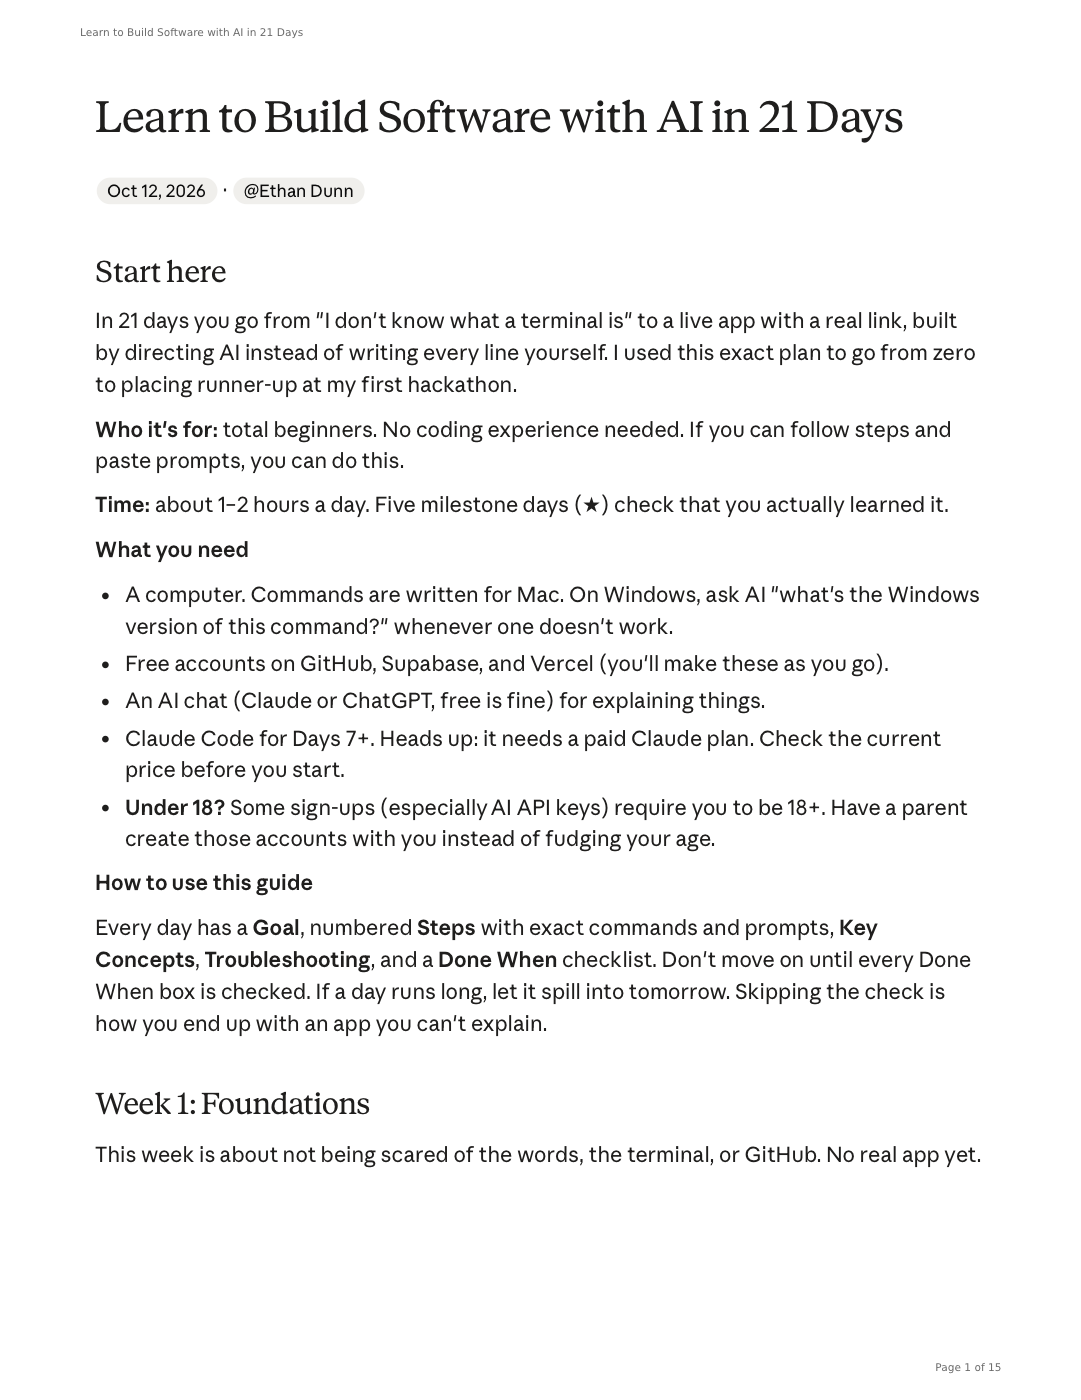 Learn to Build Software with AI in 21 Days
Learn to Build Software with AI in 21 Days
Oct 12, 2026 · @Ethan Dunn
Start here
In 21 days you go from "I don't know what a terminal is" to a live app with a real link, built
by directing AI instead of writing every line yourself. I used this exact plan to go from zero
to placing runner-up at my first hackathon.
Who it's for: total beginners. No coding experience needed. If you can follow steps and
paste prompts, you can do this.
Time: about 1–2 hours a day. Five milestone days (★) check that you actually learned it.
What you need
• A computer. Commands are written for Mac. On Windows, ask AI "what's the Windows
version of this command?" whenever one doesn't work.
• Free accounts on GitHub, Supabase, and Vercel (you'll make these as you go).
• An AI chat (Claude or ChatGPT, free is fine) for explaining things.
• Claude Code for Days 7+. Heads up: it needs a paid Claude plan. Check the current
price before you start.
• Under 18? Some sign-ups (especially AI API keys) require you to be 18+. Have a parent
create those accounts with you instead of fudging your age.
How to use this guide
Every day has a Goal, numbered Steps with exact commands and prompts, Key
Concepts, Troubleshooting, and a Done When checklist. Don't move on until every Done
When box is checked. If a day runs long, let it spill into tomorrow. Skipping the check is
how you end up with an app you can't explain.
Week 1: Foundations
This week is about not being scared of the words, the terminal, or GitHub. No real app yet.
Page 1 of 15